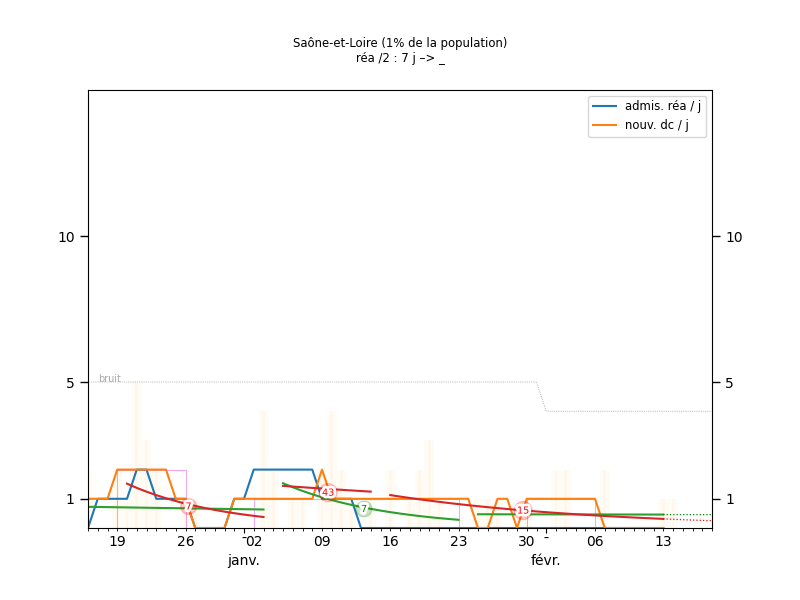 Saône-et-Loire (1% de la population)
réa /2 : 7 j –> _
admis. réa / j
nouv. dc / j
10 10
bruit
5 5
1 1
7 43 7 15
19 26 02 09 16 23 30 06 13
janv. févr.